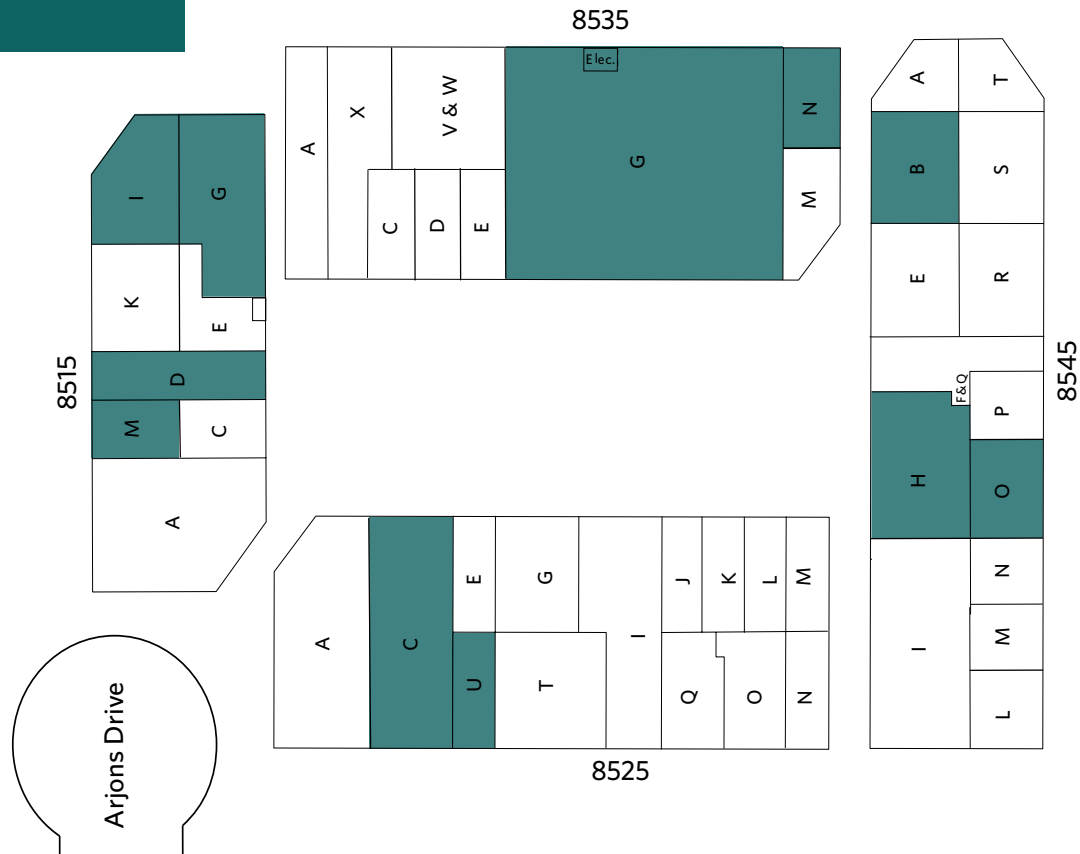 8535
Elec.
A
X
V & W
C
D
E
G
N
M
8515
I
G
K
E
D
M
C
A
8545
A
T
B
S
E
R
F & Q
P
H
O
I
N
M
L
8525
A
C
E
G
I
J
K
L
M
U
T
Q
O
N
Arjons Drive